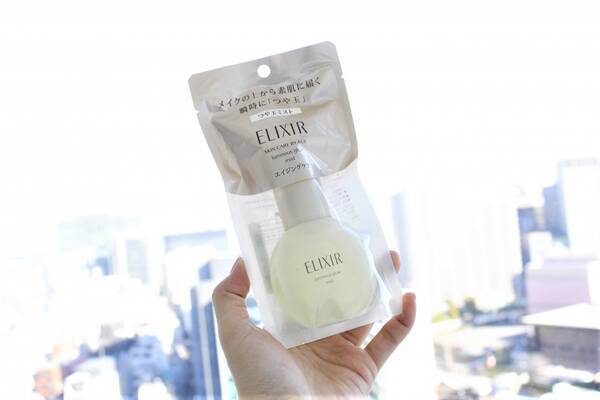 メイクの上から素肌に届く
瞬時に「つや玉」
つや玉ミスト
ELIXIR
SKIN CARE BY AGE
luminous glow
mist
エイジングケア
ELIXIR
luminous glow
mist